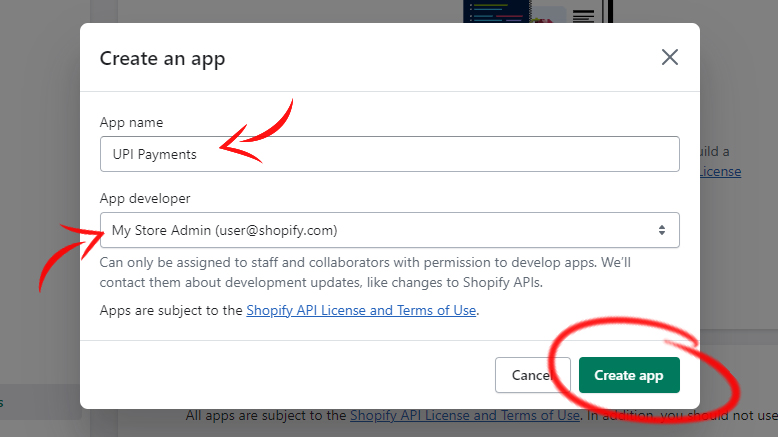 Create an app
App name
UPI Payments
uild a
License
App developer
My Store Admin (user@shopify.com)
Can only be assigned to staff and collaborators with permission to develop apps. We'll
contact them about development updates, like changes to Shopify APIs.
Apps are subject to the Shopify API License and Terms of Use.
Cancel
Create app
s
All apps are subject to the Shopify API License and Terms of Use. In addition, you should not use